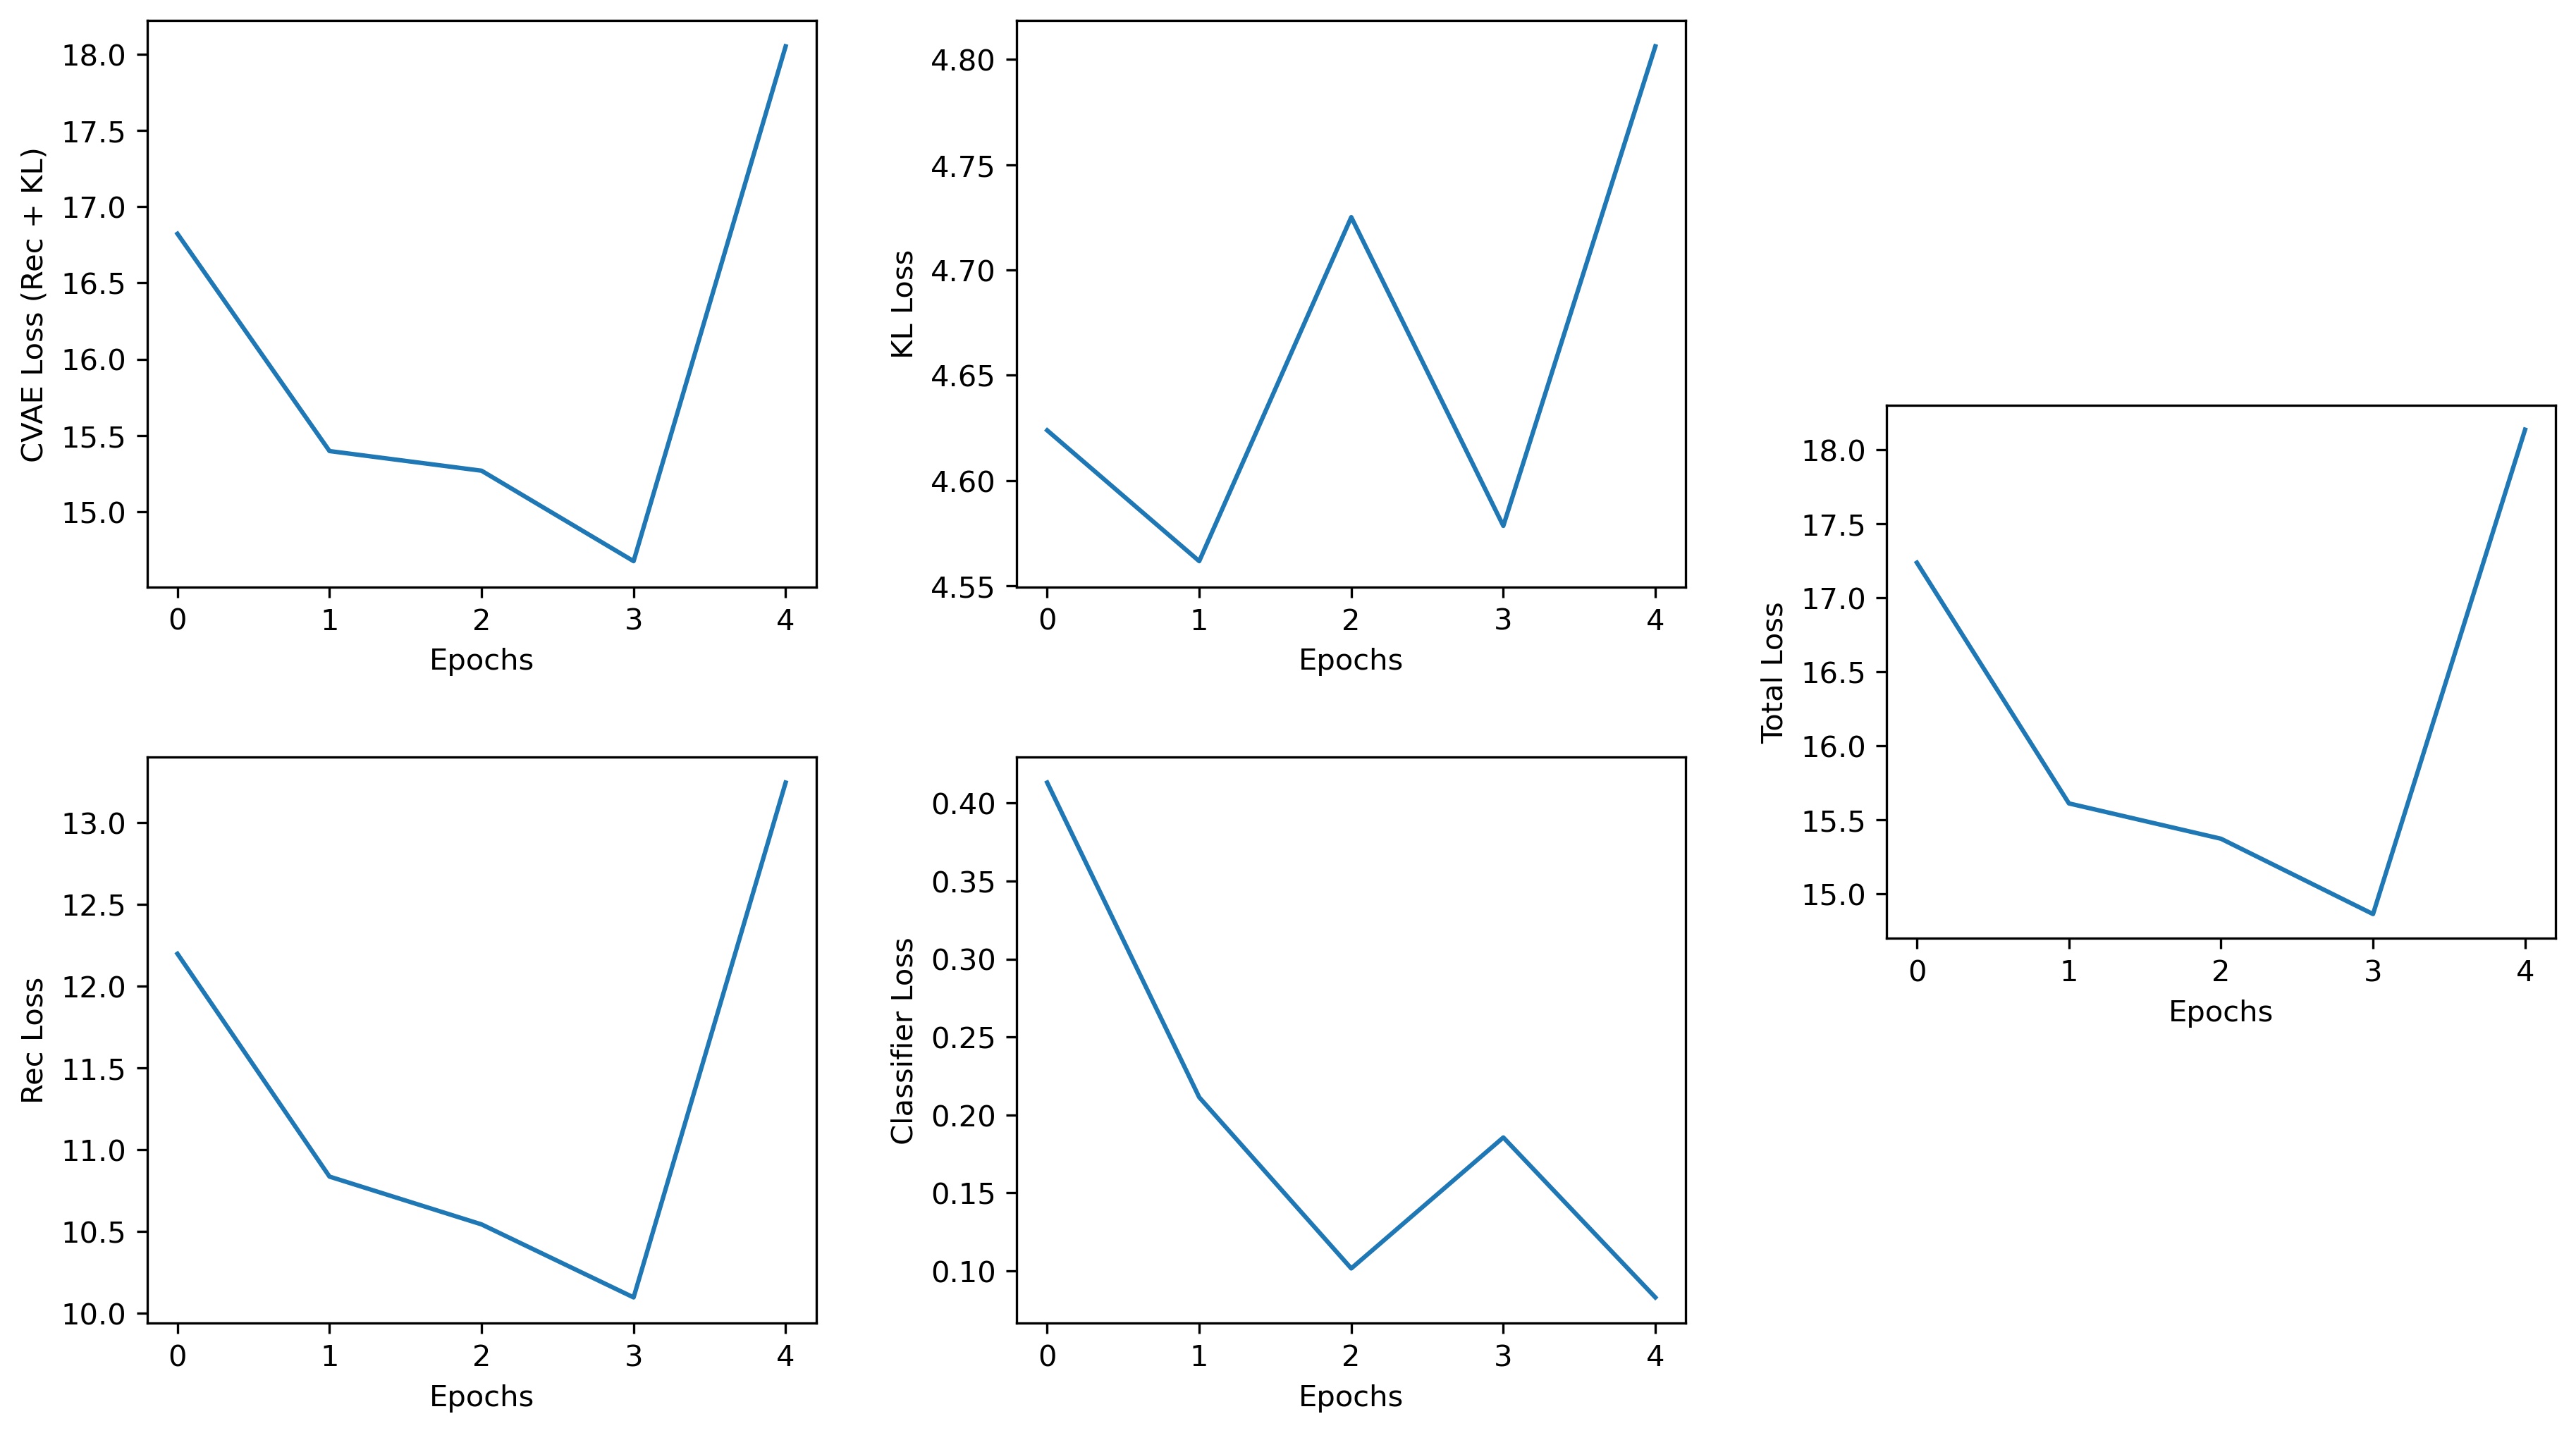 CVAE Loss (Rec + KL)
18.0
17.5
17.0
16.5
16.0
15.5
15.0
0 1 2 3 4
Epochs
KL Loss
4.80
4.75
4.70
4.65
4.60
4.55
0 1 2 3 4
Epochs
Rec Loss
13.0
12.5
12.0
11.5
11.0
10.5
10.0
0 1 2 3 4
Epochs
Classifier Loss
0.40
0.35
0.30
0.25
0.20
0.15
0.10
0 1 2 3 4
Epochs
Total Loss
18.0
17.5
17.0
16.5
16.0
15.5
15.0
0 1 2 3 4
Epochs